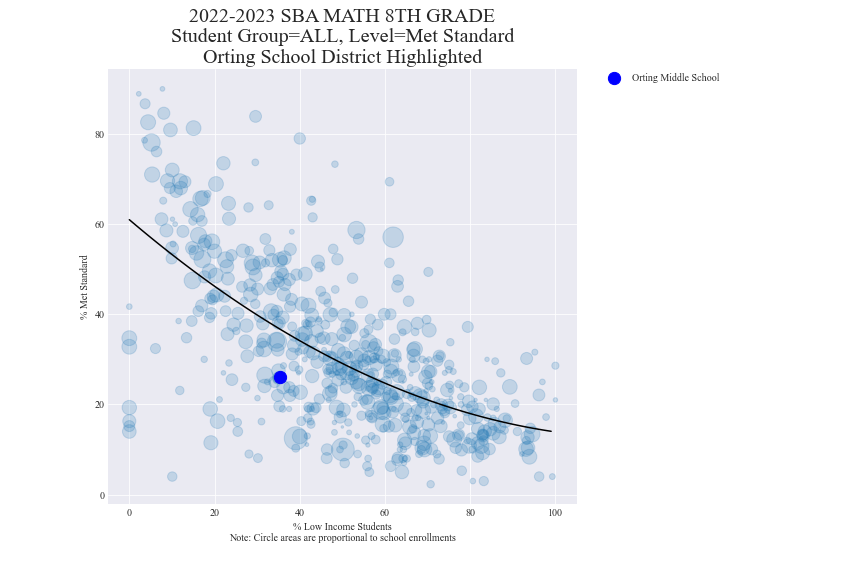 2022-2023 SBA MATH 8TH GRADE
Student Group=ALL, Level=Met Standard
Orting School District Highlighted
Orting Middle School
% Met Standard
80
60
40
20
0
0 20 40 60 80 100
% Low Income Students
Note: Circle areas are proportional to school enrollments